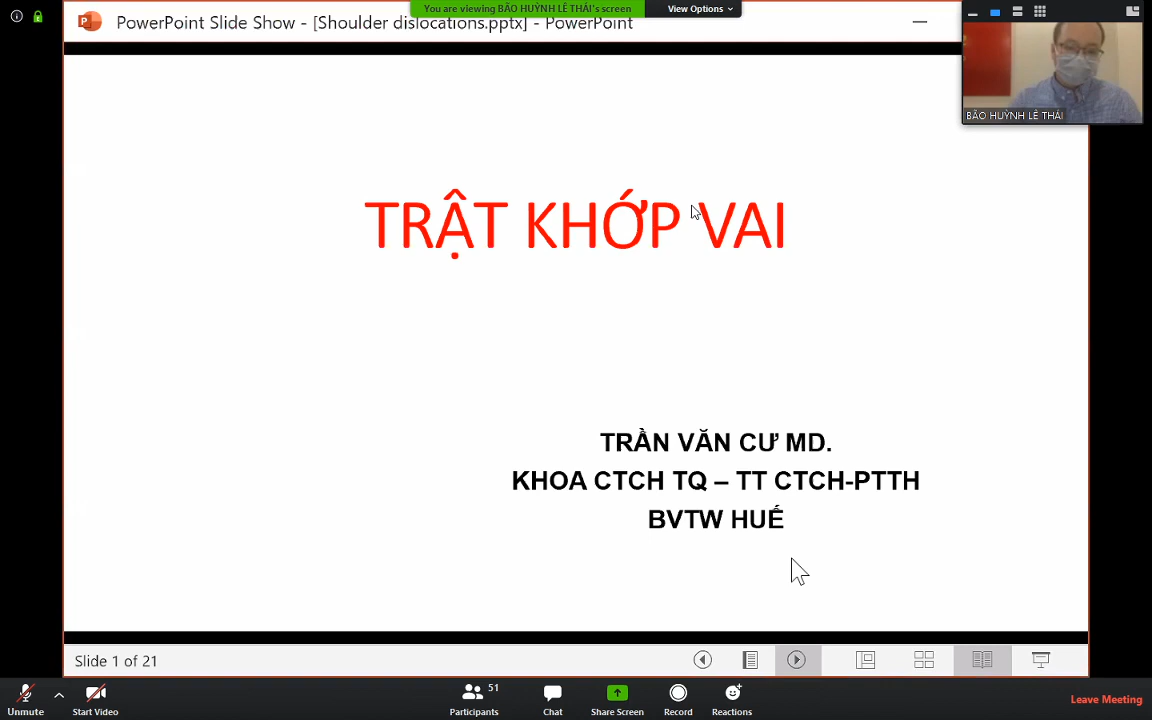 You are viewing BẢO HUỲNH LÊ THÁI's screen
View Options
PowerPoint Slide Show - [Shoulder dislocations.pptx] - PowerPoint
BẢO HUỲNH LÊ THÁI
TRẬT KHỚP VAI
TRẦN VĂN CƯ MD.
KHOA CTCH TQ – TT CTCH-PTTH
BVTW HUẾ
Slide 1 of 21
Unmute
Start Video
51
Participants
Chat
Share Screen
Record
Reactions
Leave Meeting